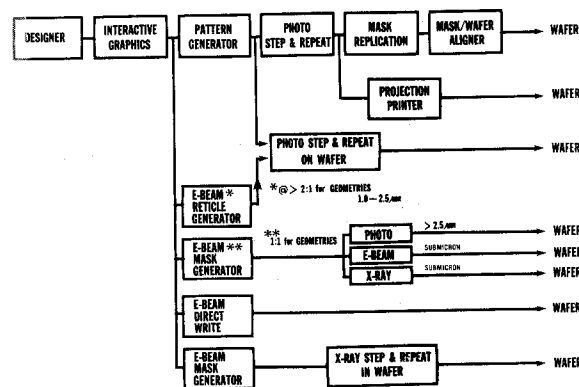 DESIGNER
INTERACTIVE
GRAPHICS
PATTERN
GENERATOR
PHOTO
STEP & REPEAT
MASK
REPLICATION
MASK/WAFER
ALIGNER
WAFER
PROJECTION
PRINTER
WAFER
PHOTO STEP & REPEAT
ON WAFER
WAFER
E-BEAM *
RETICLE
GENERATOR
*@ > 2:1 for GEOMETRIES
1.0 — 2.5 μm
E-BEAM **
MASK
GENERATOR
**
1:1 for GEOMETRIES
PHOTO
> 2.5 μm
WAFER
E-BEAM
SUBMICRON
WAFER
X-RAY
SUBMICRON
WAFER
E-BEAM
DIRECT
WRITE
WAFER
E-BEAM
MASK
GENERATOR
X-RAY STEP & REPEAT
IN WAFER
WAFER